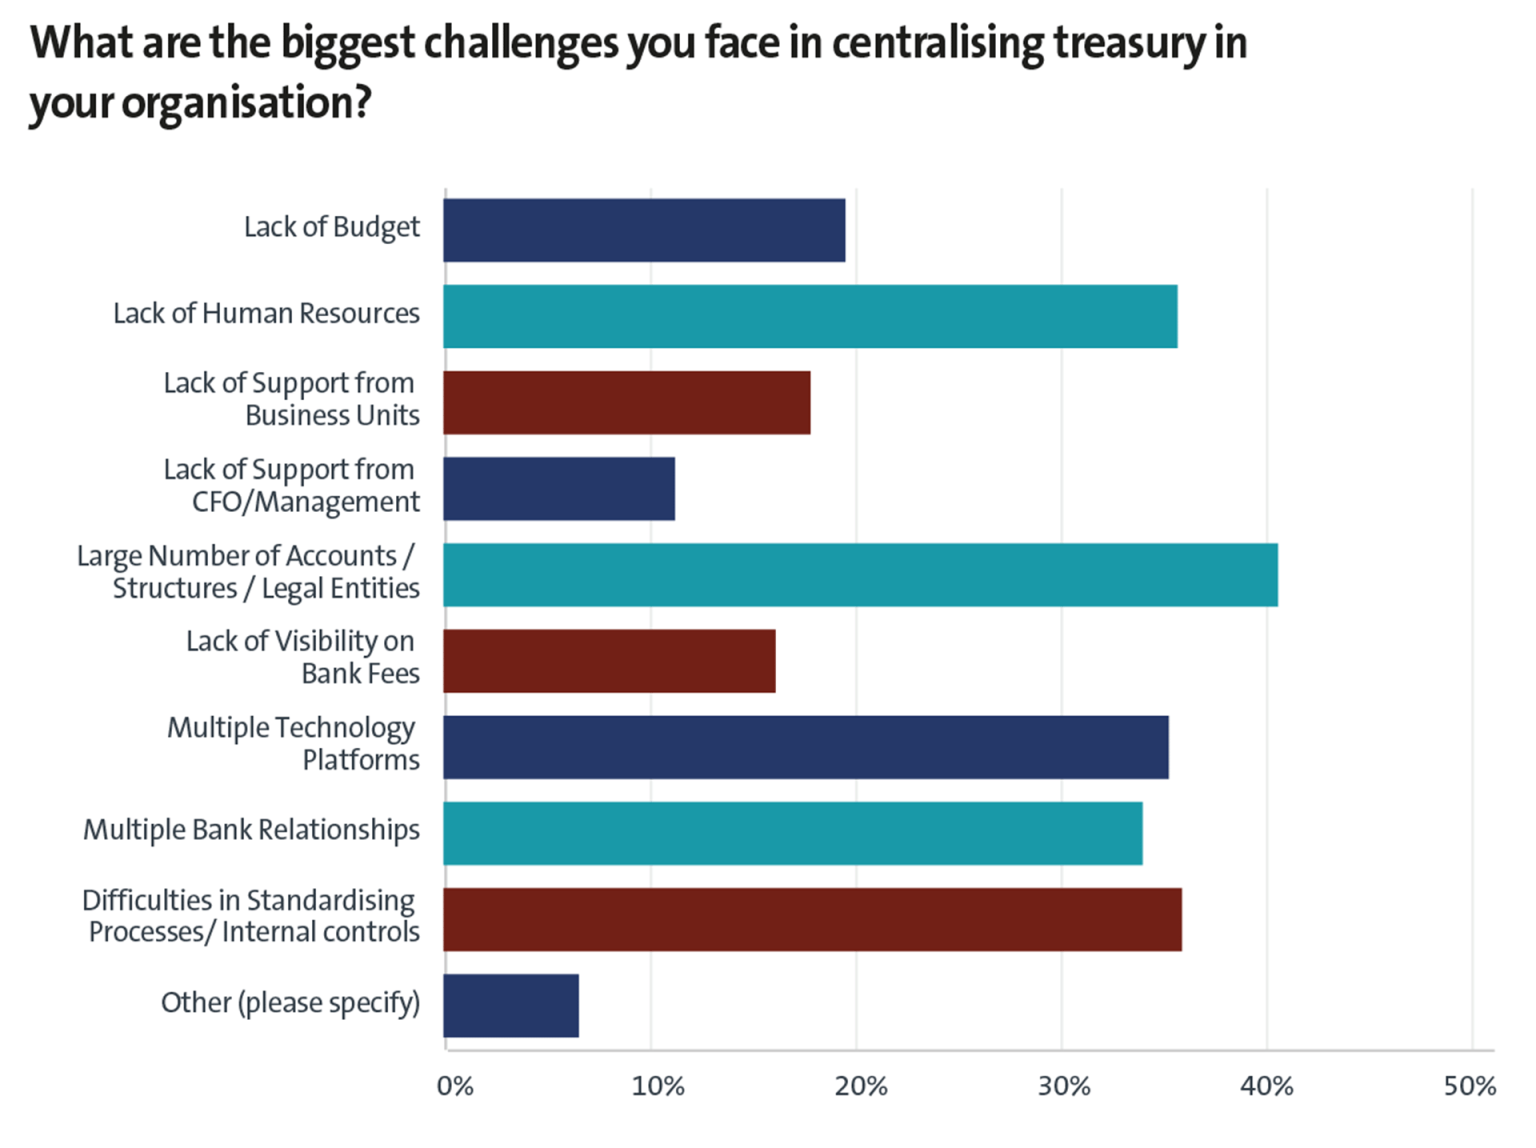 What are the biggest challenges you face in centralising treasury in
your organisation?
Lack of Budget
Lack of Human Resources
Lack of Support from
Business Units
Lack of Support from
CFO/Management
Large Number of Accounts /
Structures / Legal Entities
Lack of Visibility on
Bank Fees
Multiple Technology
Platforms
Multiple Bank Relationships
Difficulties in Standardising
Processes/ Internal controls
Other (please specify)
0% 10% 20% 30% 40% 50%